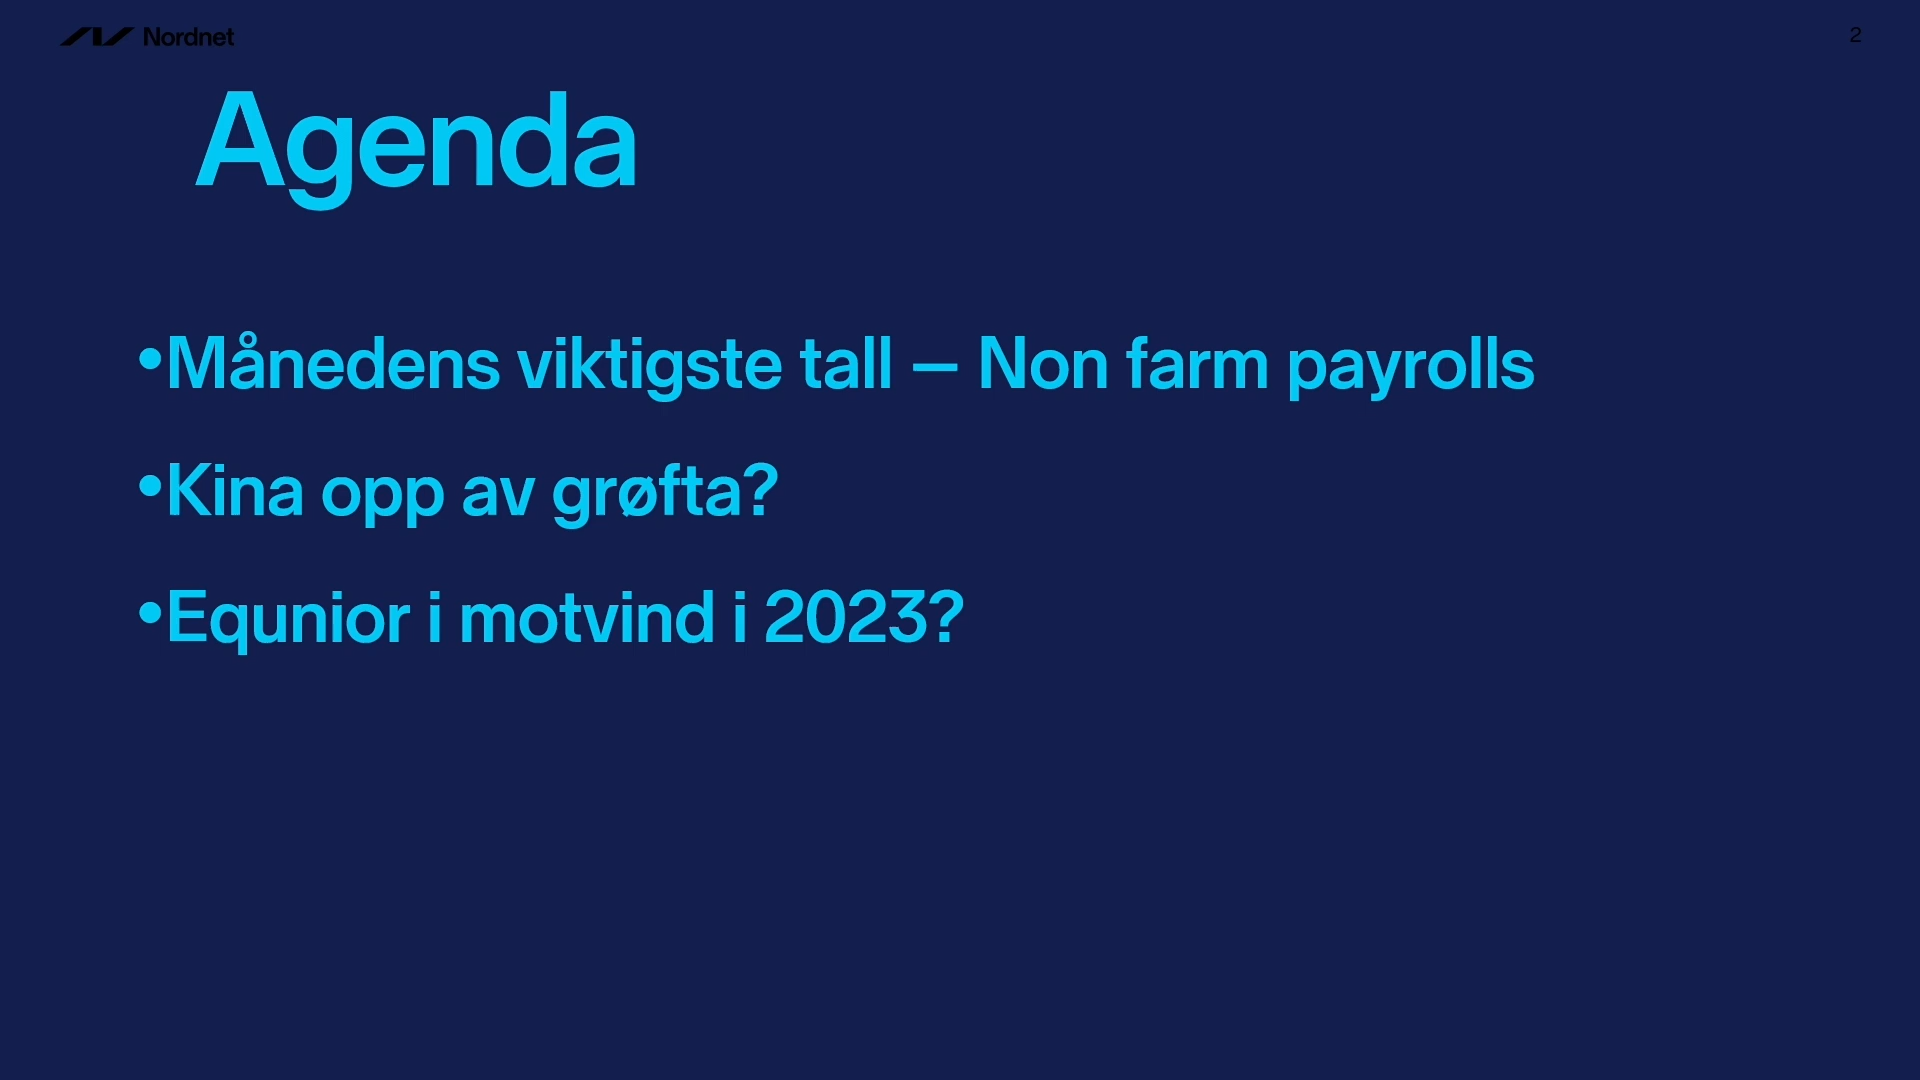 Nordnet
2
Agenda
•Månedens viktigste tall – Non farm payrolls
•Kina opp av grøfta?
•Equnior i motvind i 2023?